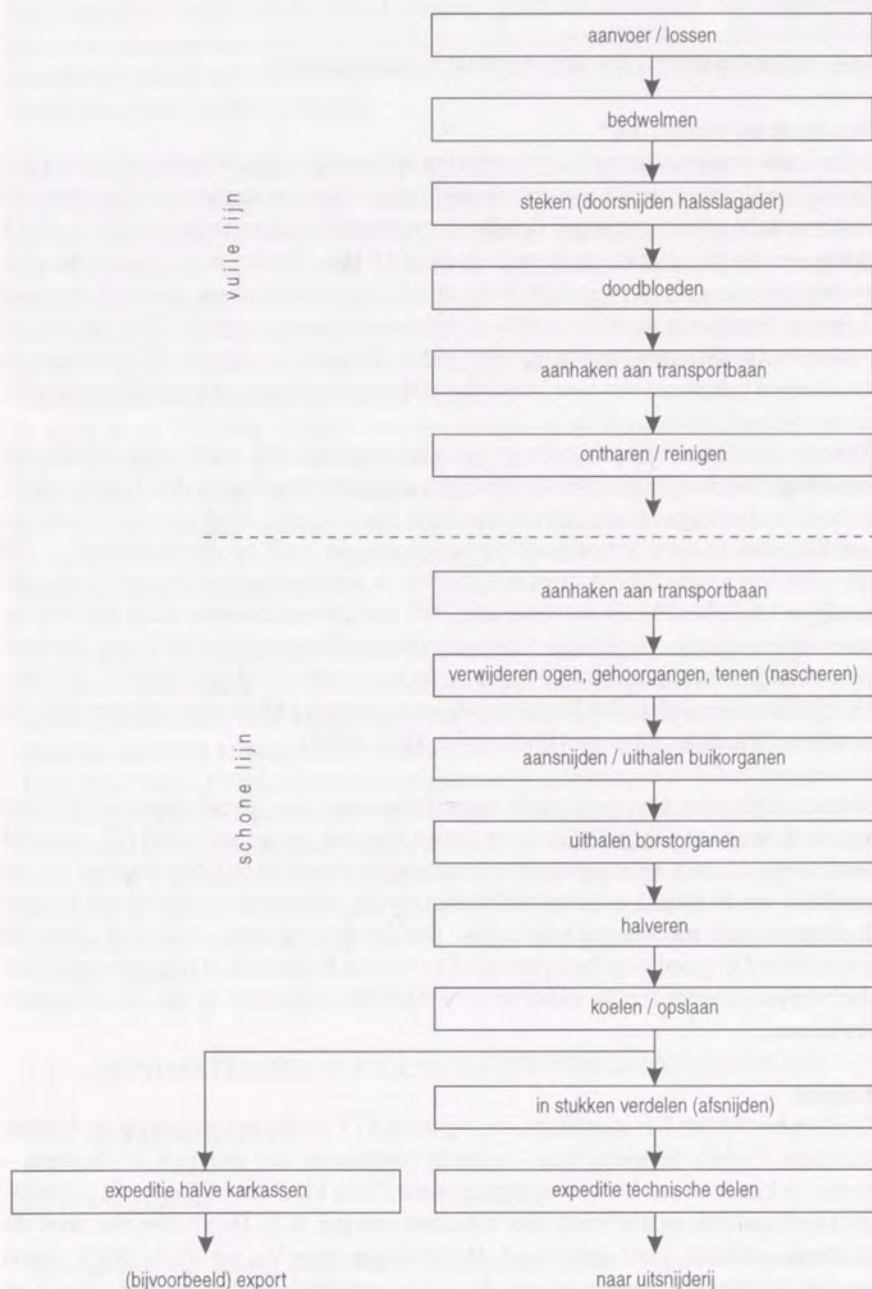 aanvoer / lossen
bedwelmen
steken (doorsnijden halsslagader)
vuile lijn
doodbloeden
aanhaken aan transportbaan
ontharen / reinigen
aanhaken aan transportbaan
verwijderen ogen, gehoorgangen, tenen (nascheren)
aansnijden / uithalen buikorganen
schone lijn
uithalen borstorganen
halveren
koelen / opslaan
in stukken verdelen (afsnijden)
expeditie halve karkassen
expeditie technische delen
(bijvoorbeeld) export
naar uitsnijderij